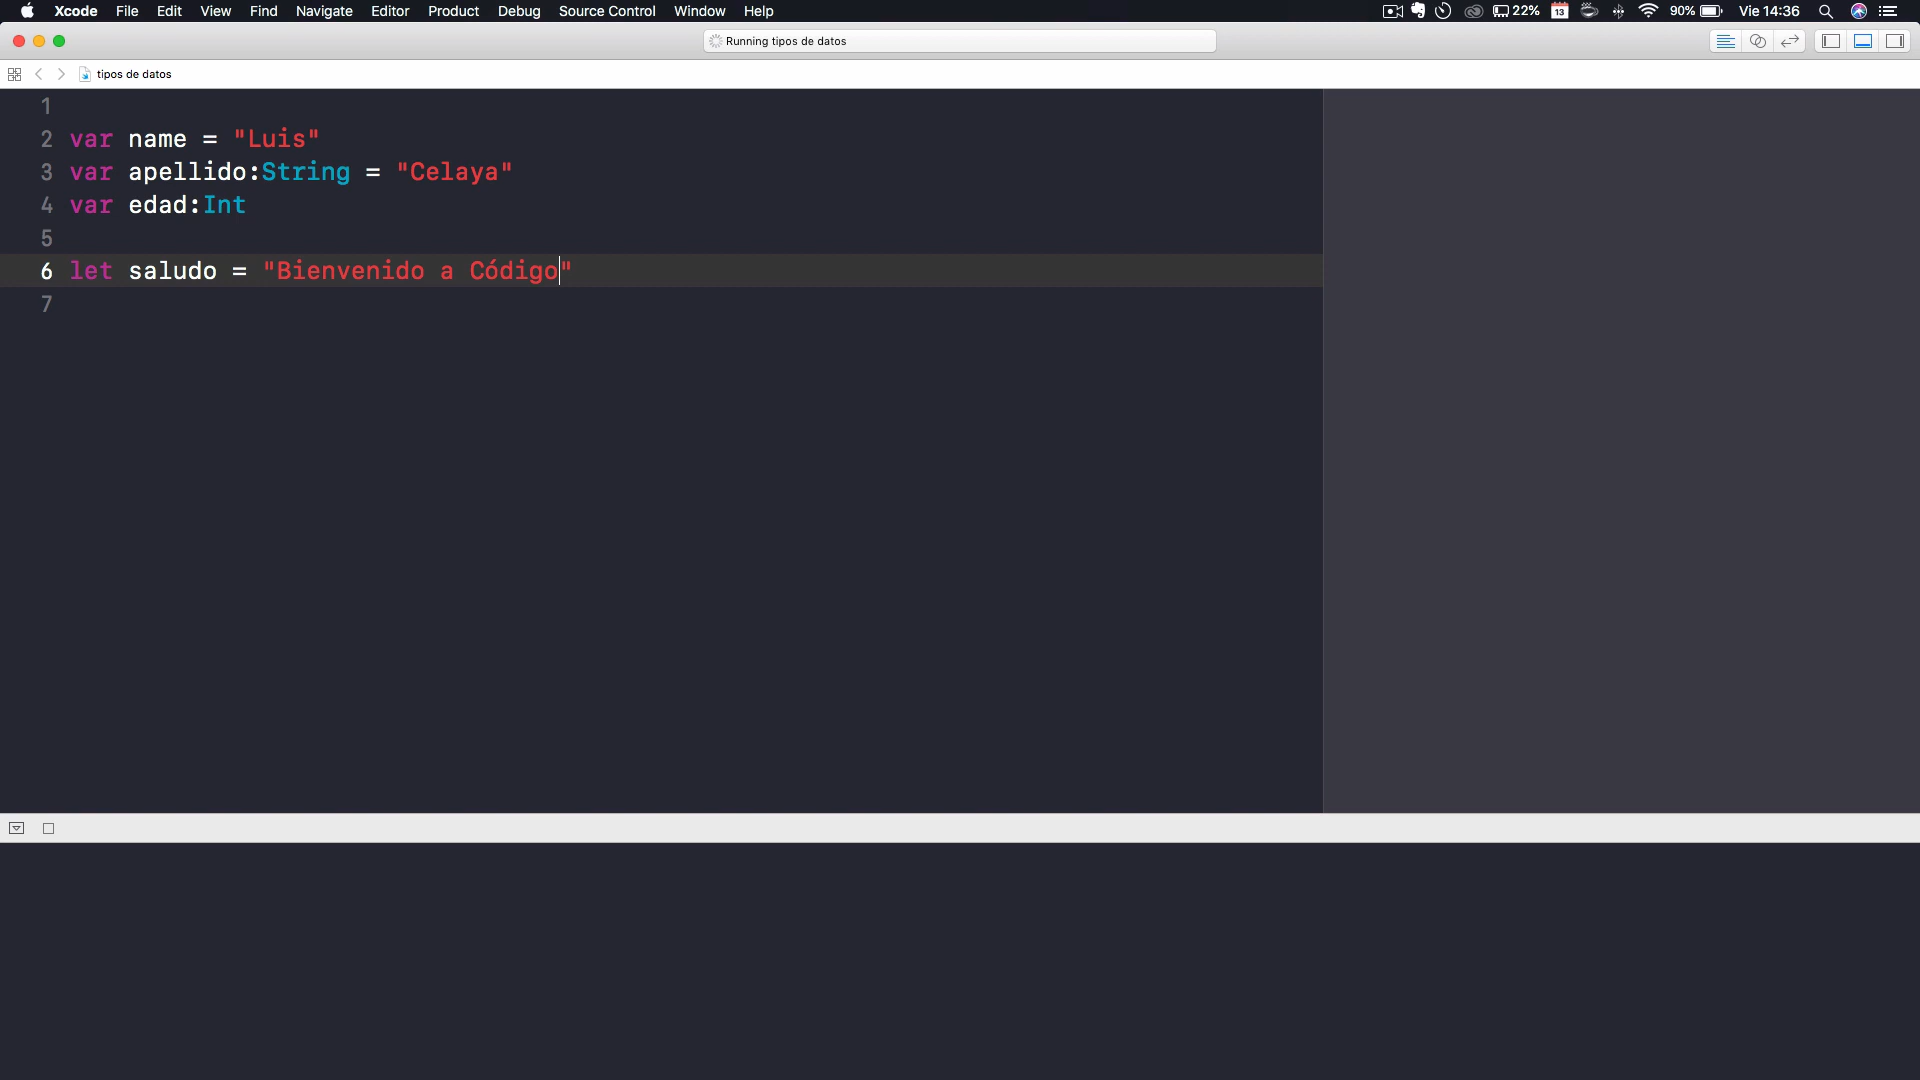 Xcode File Edit View Find Navigate Editor Product Debug Source Control Window Help 22% 13 90% Vie 14:36
Running tipos de datos
tipos de datos
1
2 var name = "Luis"
3 var apellido:String = "Celaya"
4 var edad:Int
5
6 let saludo = "Bienvenido a Código"
7